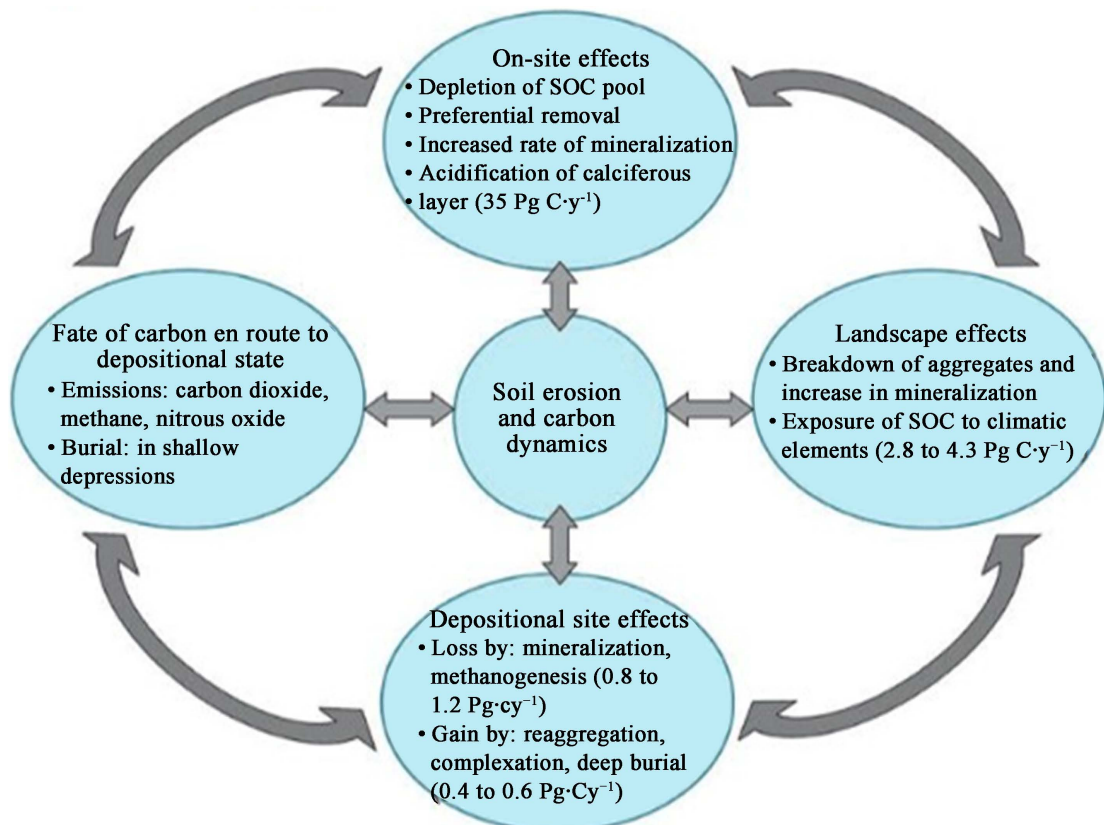 On-site effects
• Depletion of SOC pool
• Preferential removal
• Increased rate of mineralization
• Acidification of calciferous
• layer (35 Pg C·y⁻¹)
Fate of carbon en route to
depositional state
• Emissions: carbon dioxide,
methane, nitrous oxide
• Burial: in shallow
depressions
Soil erosion
and carbon
dynamics
Landscape effects
• Breakdown of aggregates and
increase in mineralization
• Exposure of SOC to climatic
elements (2.8 to 4.3 Pg C·y⁻¹)
Depositional site effects
• Loss by: mineralization,
methanogenesis (0.8 to
1.2 Pg·cy⁻¹)
• Gain by: reaggregation,
complexation, deep burial
(0.4 to 0.6 Pg·Cy⁻¹)